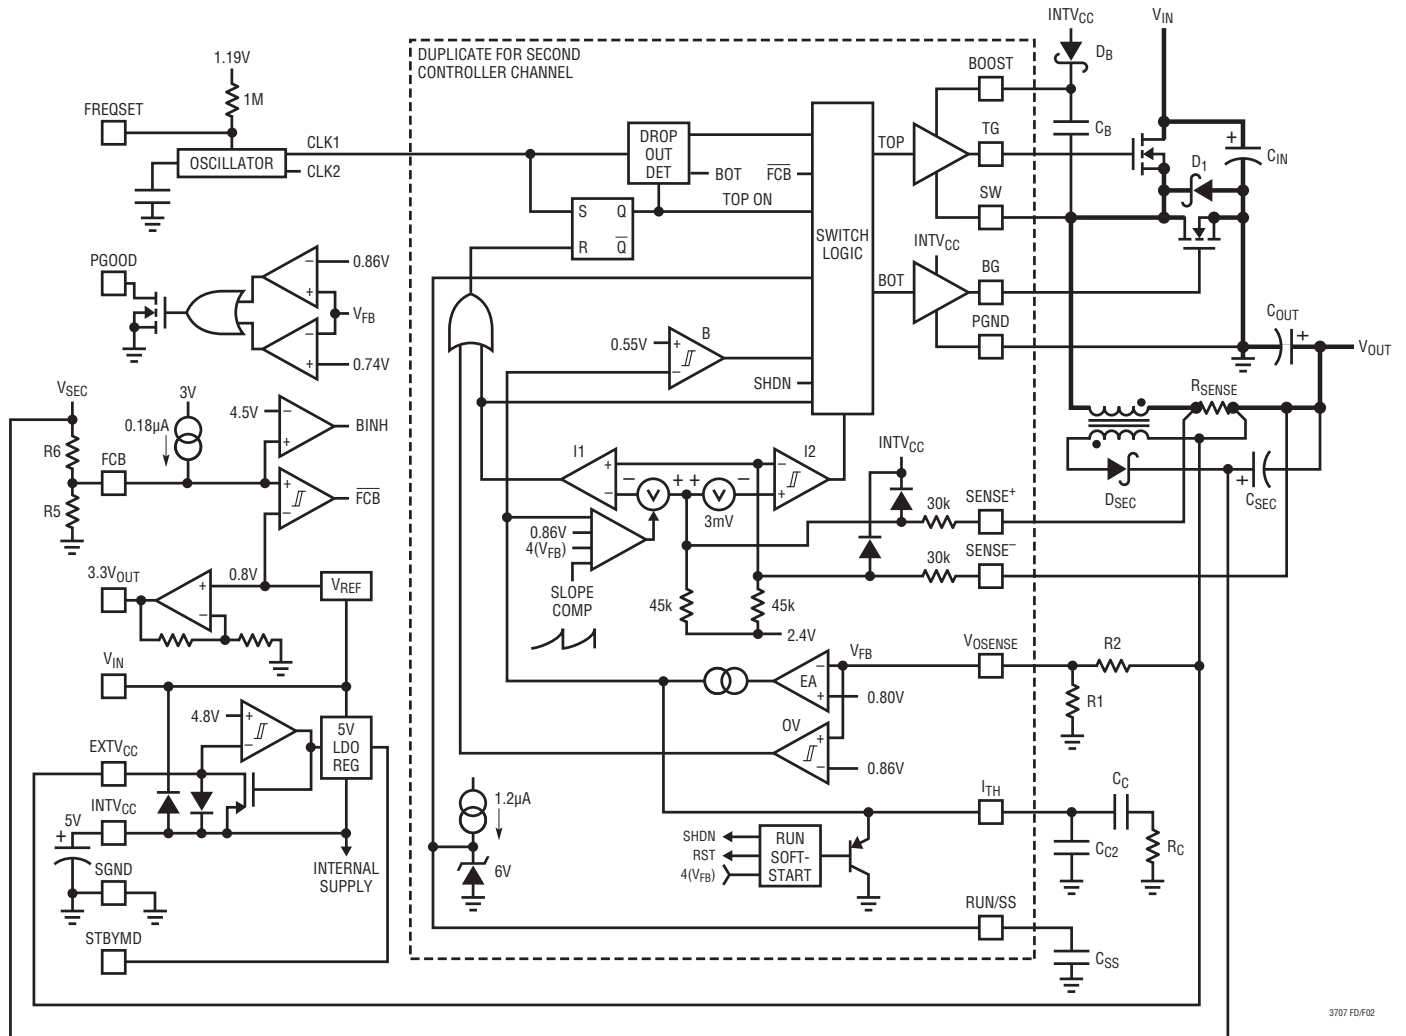 INTVCC
VIN
DUPLICATE FOR SECOND
CONTROLLER CHANNEL
DB
1.19V
BOOST
1M
FREQSET
CLK1
DROP
OUT
DET
TOP
TG
CB
+
CIN
OSCILLATOR
CLK2
BOT
FCB
D1
TOP ON
SW
S
Q
R
Q
SWITCH
LOGIC
INTVCC
PGOOD
−
0.86V
BG
+
BOT
VFB
−
PGND
COUT
+
0.74V
+
0.55V
+
B
−
VOUT
SHDN
RSENSE
VSEC
3V
4.5V
−
BINH
0.18µA
+
R6
FCB
INTVCC
I1
I2
+
−
−
+
+
−
+
−
3mV
DSEC
+
CSEC
+
FCB
−
R5
30k
SENSE+
0.86V
4(VFB)
30k
SENSE−
3.3VOUT
0.8V
+
−
VREF
SLOPE
COMP
45k
45k
2.4V
VIN
VFB
VOSENSE
R2
−
EA
+
0.80V
R1
4.8V
+
−
5V
LDO
REG
OV
+
−
0.86V
EXTVCC
ITH
CC
1.2µA
INTVCC
5V
+
SHDN
RST
4(VFB)
RUN
SOFT-
START
CC2
RC
INTERNAL
SUPPLY
6V
SGND
RUN/SS
STBYMD
CSS
3707 FD/F02